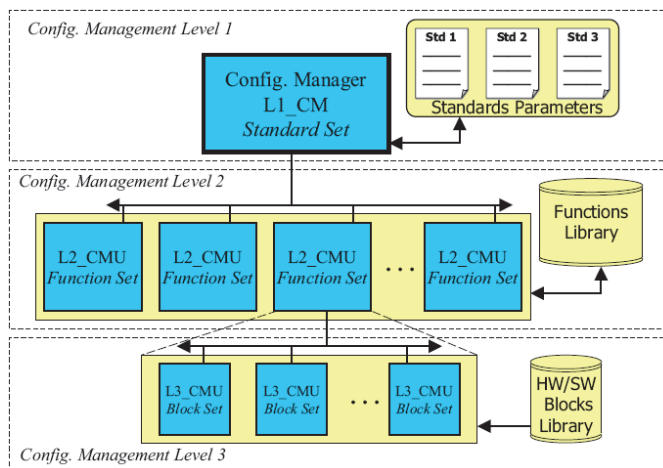 Config. Management Level 1
Config. Manager
L1_CM
Standard Set
Std 1
Std 2
Std 3
Standards Parameters
Config. Management Level 2
L2_CMU
Function Set
L2_CMU
Function Set
L2_CMU
Function Set
...
L2_CMU
Function Set
Functions
Library
L3_CMU
Block Set
L3_CMU
Block Set
...
L3_CMU
Block Set
HW/SW
Blocks
Library
Config. Management Level 3